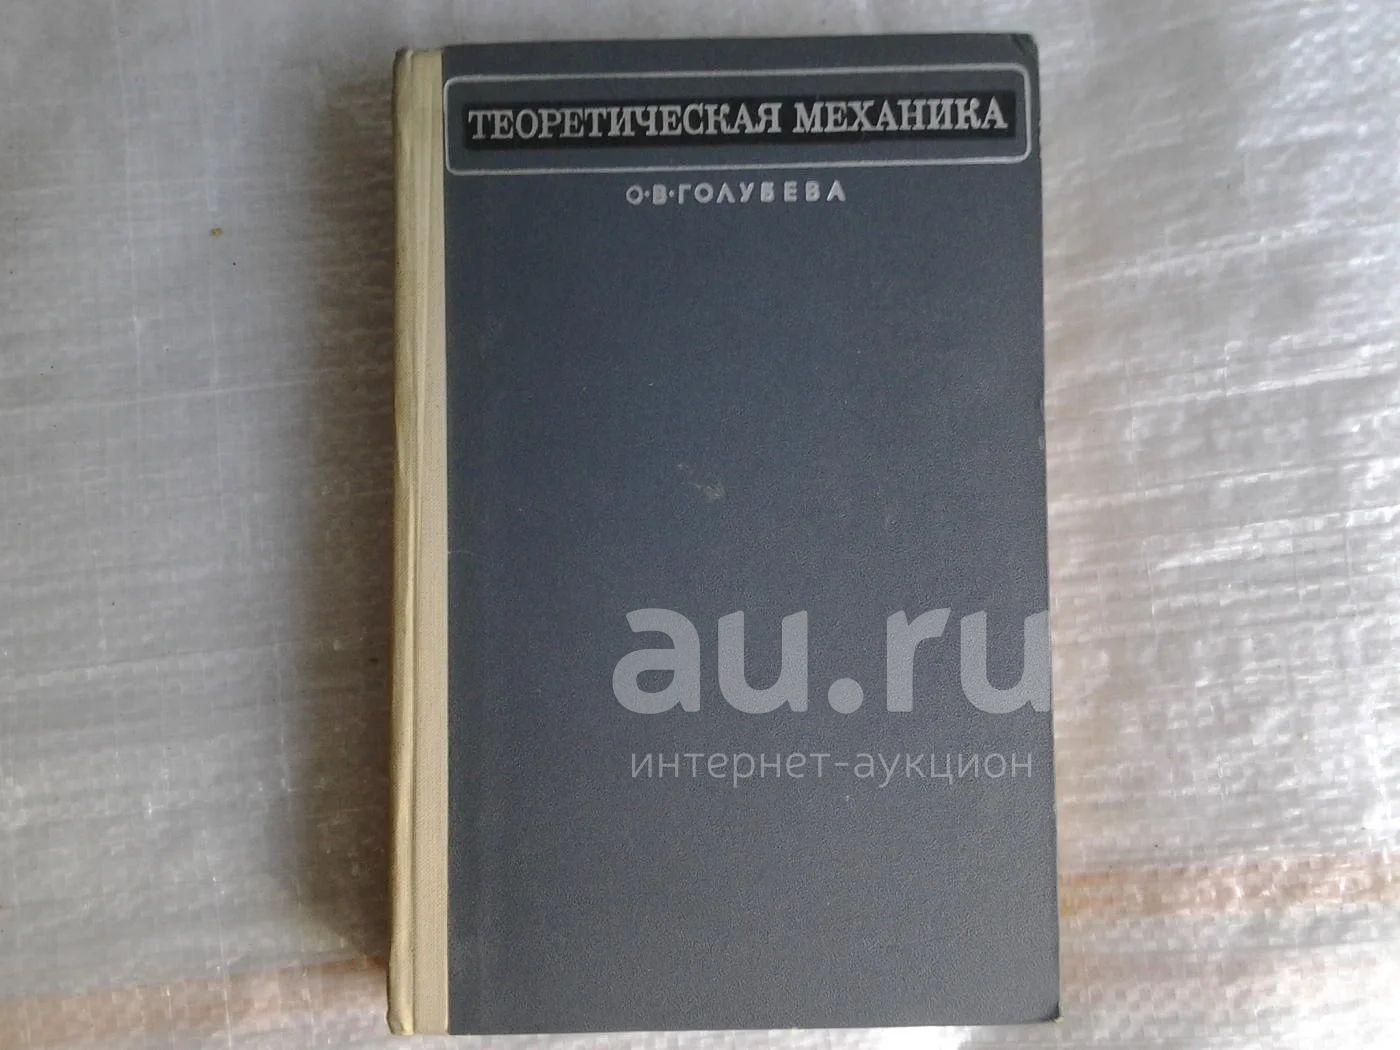 ТЕОРЕТИЧЕСКАЯ МЕХАНИКА
О·В·ГОЛУБЕВА
au.ru
интернет-аукцион